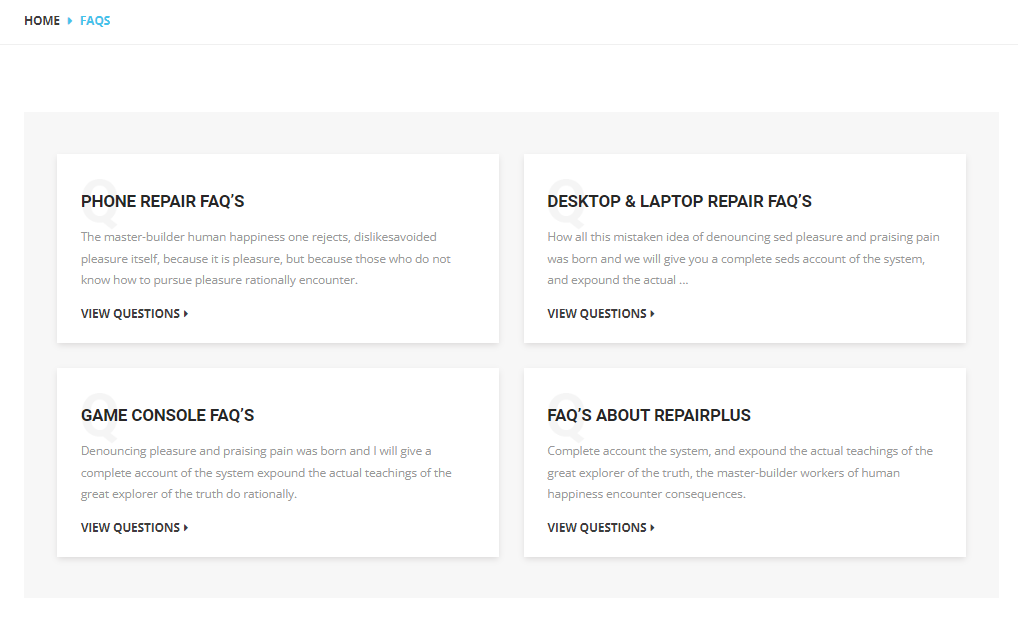 HOME FAQS
Q
PHONE REPAIR FAQ’S
The master-builder human happiness one rejects, dislikesavoided
pleasure itself, because it is pleasure, but because those who do not
know how to pursue pleasure rationally encounter.
VIEW QUESTIONS
Q
DESKTOP & LAPTOP REPAIR FAQ’S
How all this mistaken idea of denouncing sed pleasure and praising pain
was born and we will give you a complete seds account of the system,
and expound the actual ...
VIEW QUESTIONS
Q
GAME CONSOLE FAQ’S
Denouncing pleasure and praising pain was born and I will give a
complete account of the system expound the actual teachings of the
great explorer of the truth do rationally.
VIEW QUESTIONS
Q
FAQ’S ABOUT REPAIRPLUS
Complete account the system, and expound the actual teachings of the
great explorer of the truth, the master-builder workers of human
happiness encounter consequences.
VIEW QUESTIONS